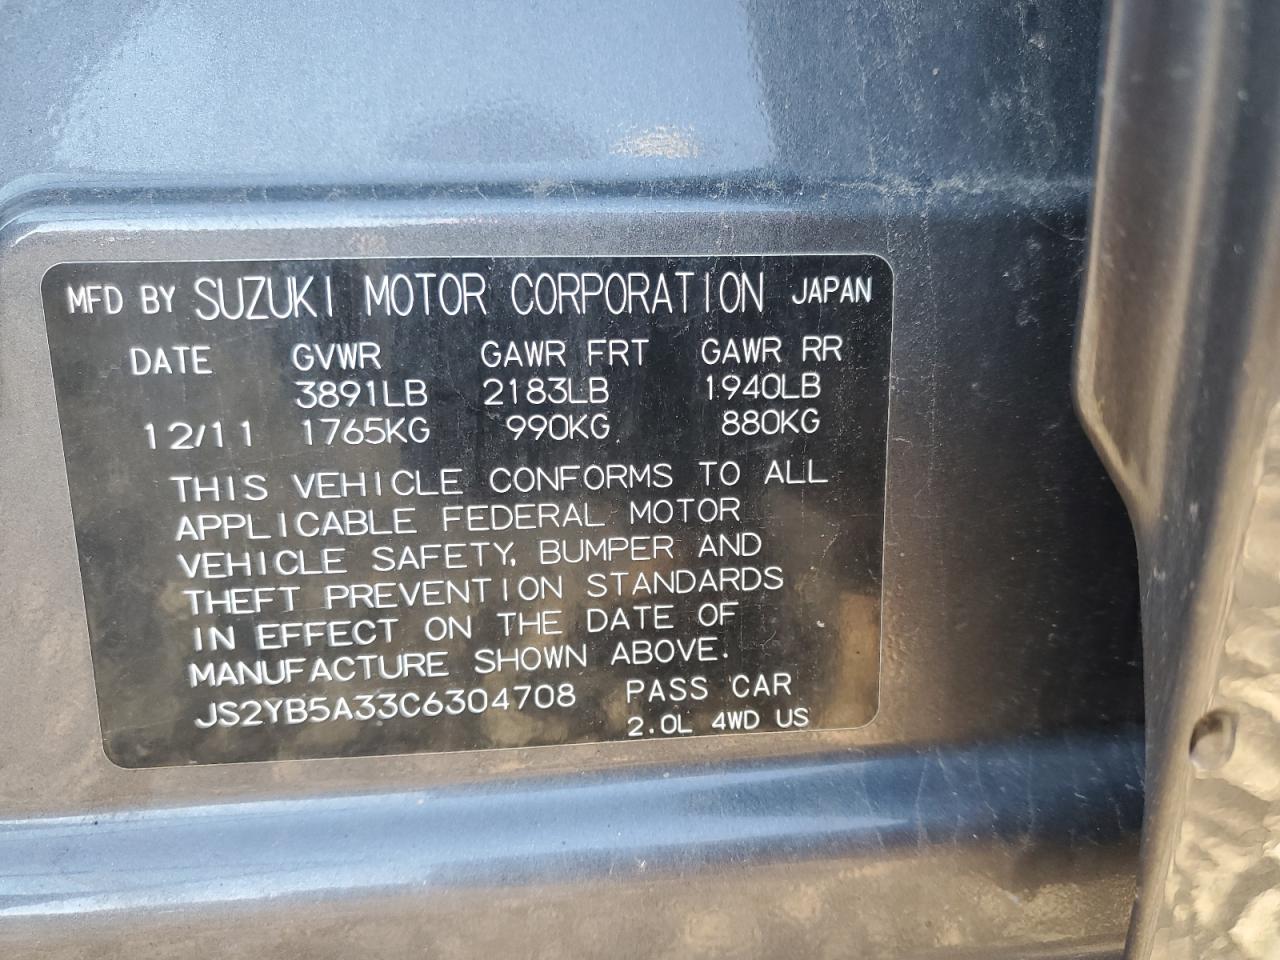 MFD BY SUZUKI MOTOR CORPORATION JAPAN
DATE GVWR GAWR FRT GAWR RR
3891LB 2183LB 1940LB
12/11 1765KG 990KG 880KG
THIS VEHICLE CONFORMS TO ALL
APPLICABLE FEDERAL MOTOR
VEHICLE SAFETY, BUMPER AND
THEFT PREVENTION STANDARDS
IN EFFECT ON THE DATE OF
MANUFACTURE SHOWN ABOVE.
JS2YB5A33C6304708 PASS CAR
2.0L 4WD US